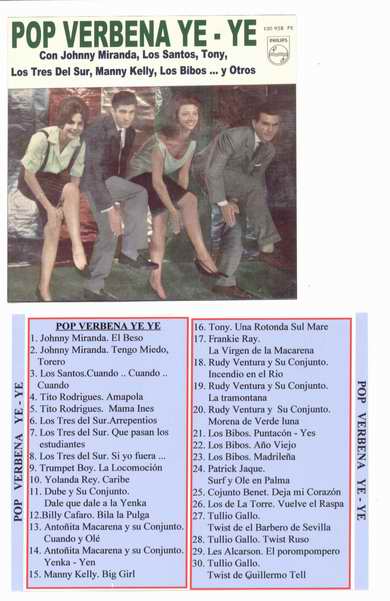 POP VERBENA YE - YE
Con Johnny Miranda, Los Santos, Tony,
Los Tres Del Sur, Manny Kelly, Los Bibos ... y Otros
PHILIPS
POP VERBENA YE - YE
POP VERBENA YE YE
1. Johnny Miranda. El Beso
2. Johnny Miranda. Tengo Miedo,
Torero
3. Los Santos.Cuando .. Cuando ..
Cuando
4. Tito Rodrigues. Amapola
5. Tito Rodrigues. Mama Ines
6. Los Tres del Sur.Arrepentios
7. Los Tres del Sur. Que pasan los
estudiantes
8. Los Tres del Sur. Si yo fuera ...
9. Trumpet Boy. La Locomoción
10. Yolanda Rey. Caribe
11. Dube y Su Conjunto.
Dale que dale a la Yenka
12.Billy Cafaro. Bila la Pulga
13. Antoñita Macarena y su Conjunto.
Cuando y Olé
14. Antoñita Macarena y su Conjunto.
Yenka - Yen
15. Manny Kelly. Big Girl
16. Tony. Una Rotonda Sul Mare
17. Frankie Ray.
La Virgen de la Macarena
18. Rudy Ventura y Su Conjunto.
Incendio en el Rio
19. Rudy Ventura y Su Conjunto.
La tramontana
20. Rudy Ventura y Su Conjunto.
Morena de Verde luna
21. Los Bibos. Puntacón - Yes
22. Los Bibos. Año Viejo
23. Los Bibos. Madrileña
24. Patrick Jaque.
Surf y Ole en Palma
25. Cojunto Benet. Deja mi Corazón
26. Los de La Torre. Vuelve el Raspa
27. Tullio Gallo.
Twist de el Barbero de Sevilla
28. Tullio Gallo. Twist Ruso
29. Les Alcarson. El porompompero
30. Tullio Gallo.
Twist de Guillermo Tell
POP VERBENA YE - YE